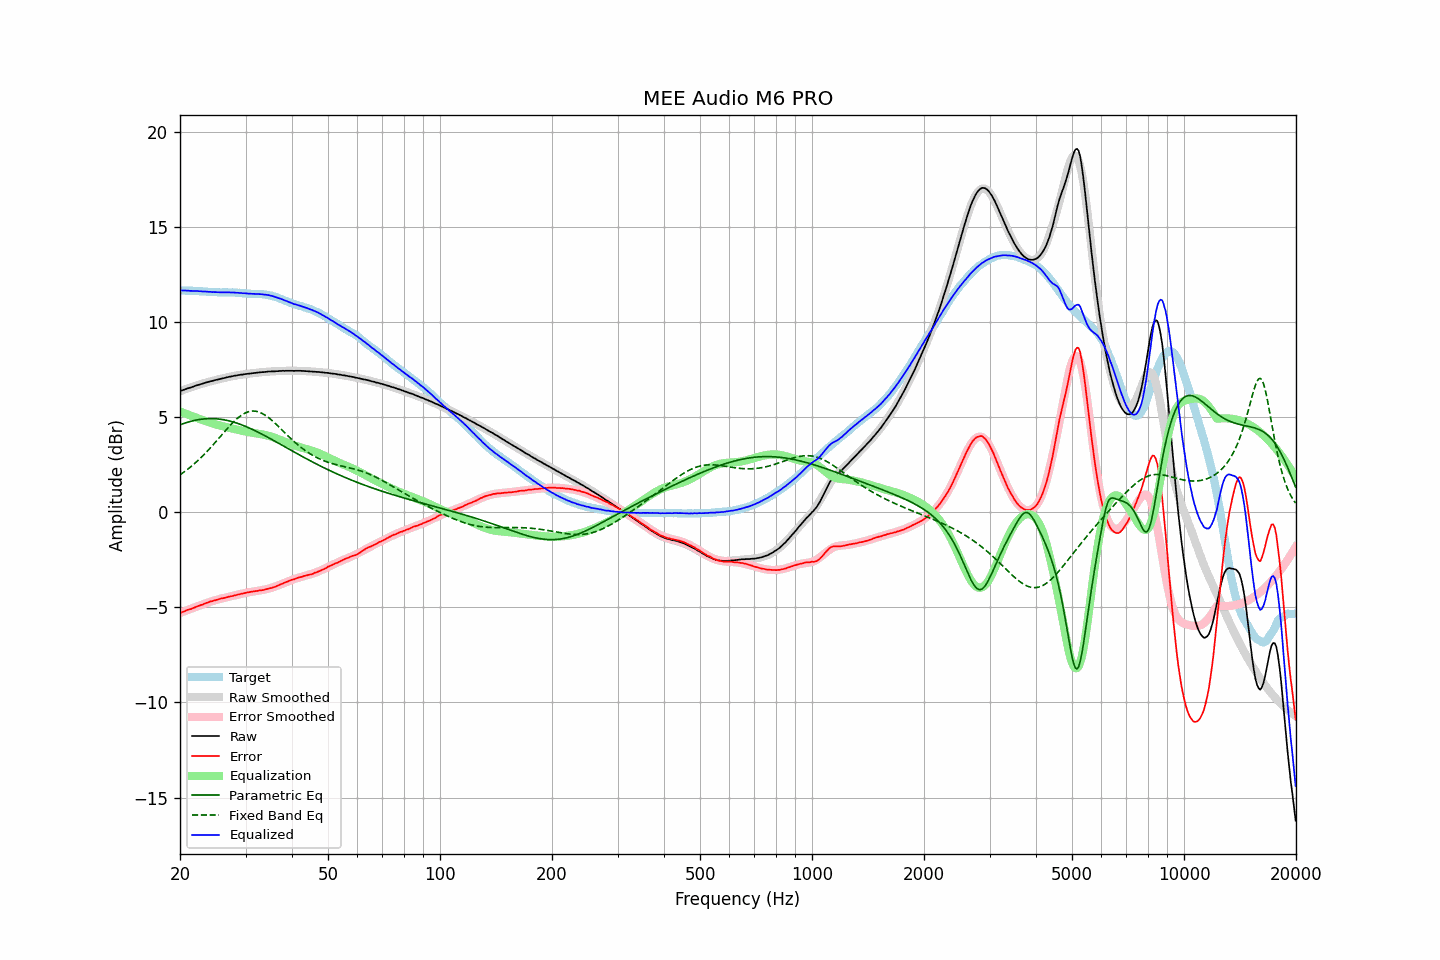 MEE Audio M6 PRO
Amplitude (dBr)
20
15
10
5
0
−5
−10
−15
Target
Raw Smoothed
Error Smoothed
Raw
Error
Equalization
Parametric Eq
Fixed Band Eq
Equalized
20 50 100 200 500 1000 2000 5000 10000 20000
Frequency (Hz)